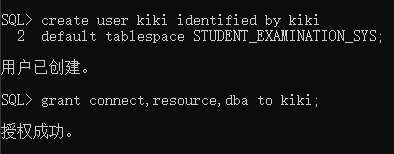 SQL> create user kiki identified by kiki
2 default tablespace STUDENT_EXAMINATION_SYS;
用户已创建。
SQL> grant connect,resource,dba to kiki;
授权成功。